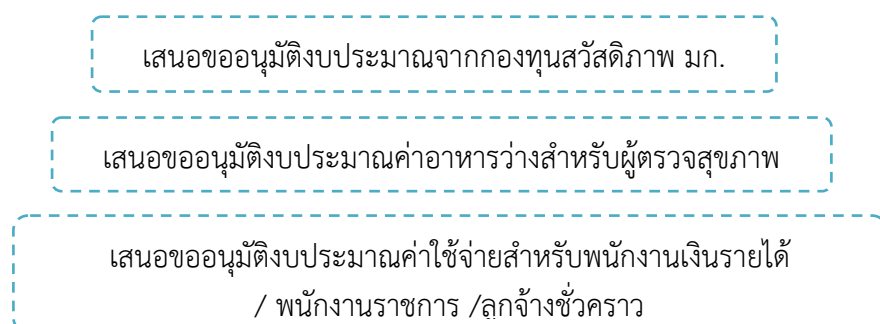 เสนอขออนุมัติงบประมาณจากกองทุนสวัสดิภาพ มก.
เสนอขออนุมัติงบประมาณค่าอาหารว่างสำหรับผู้ตรวจสุขภาพ
เสนอขออนุมัติงบประมาณค่าใช้จ่ายสำหรับพนักงานเงินรายได้
/ พนักงานราชการ /ลูกจ้างชั่วคราว